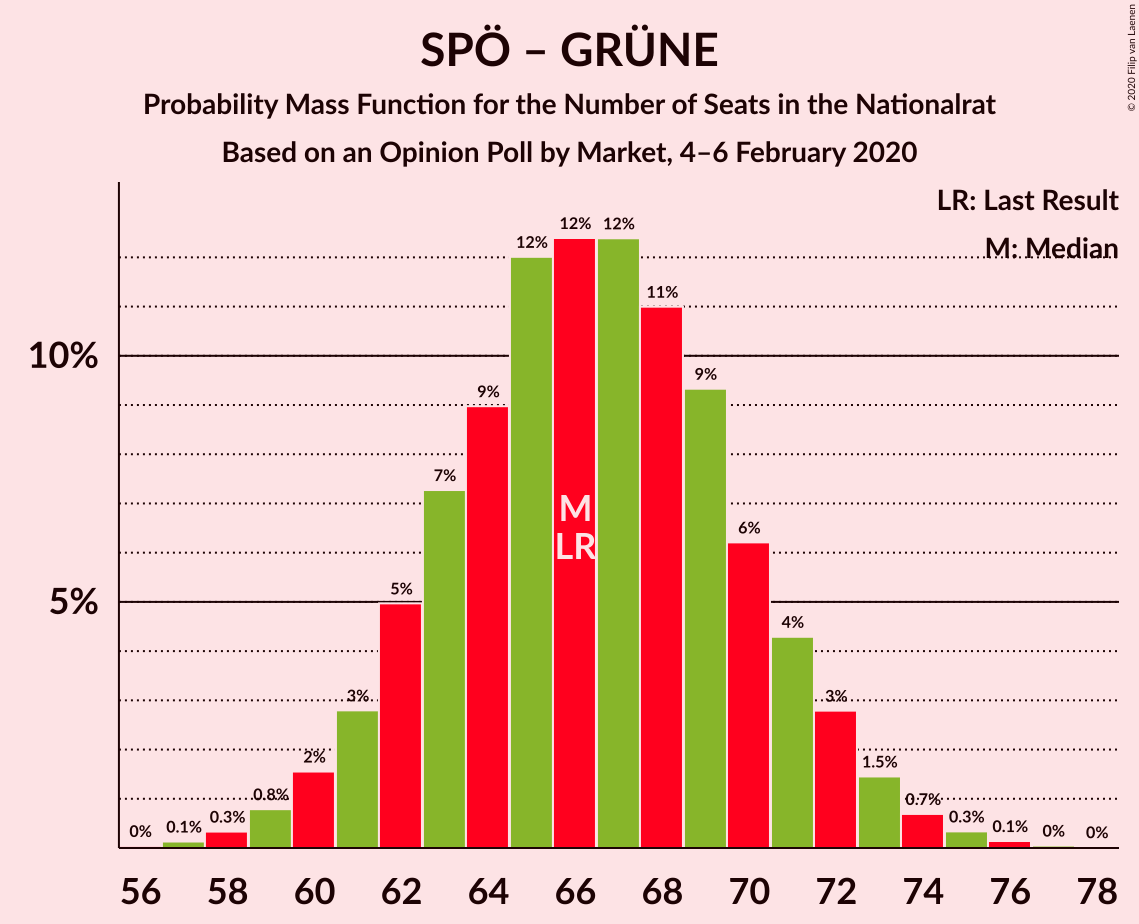 SPÖ – GRÜNE
Probability Mass Function for the Number of Seats in the Nationalrat
Based on an Opinion Poll by Market, 4–6 February 2020
© 2020 Filip van Laenen
LR: Last Result
M: Median
10%
5%
0%
0.1%
0.3%
0.8%
2%
3%
5%
7%
9%
12%
12%
12%
11%
9%
6%
4%
3%
1.5%
0.7%
0.3%
0.1%
0%
0%
M
LR
56 58 60 62 64 66 68 70 72 74 76 78